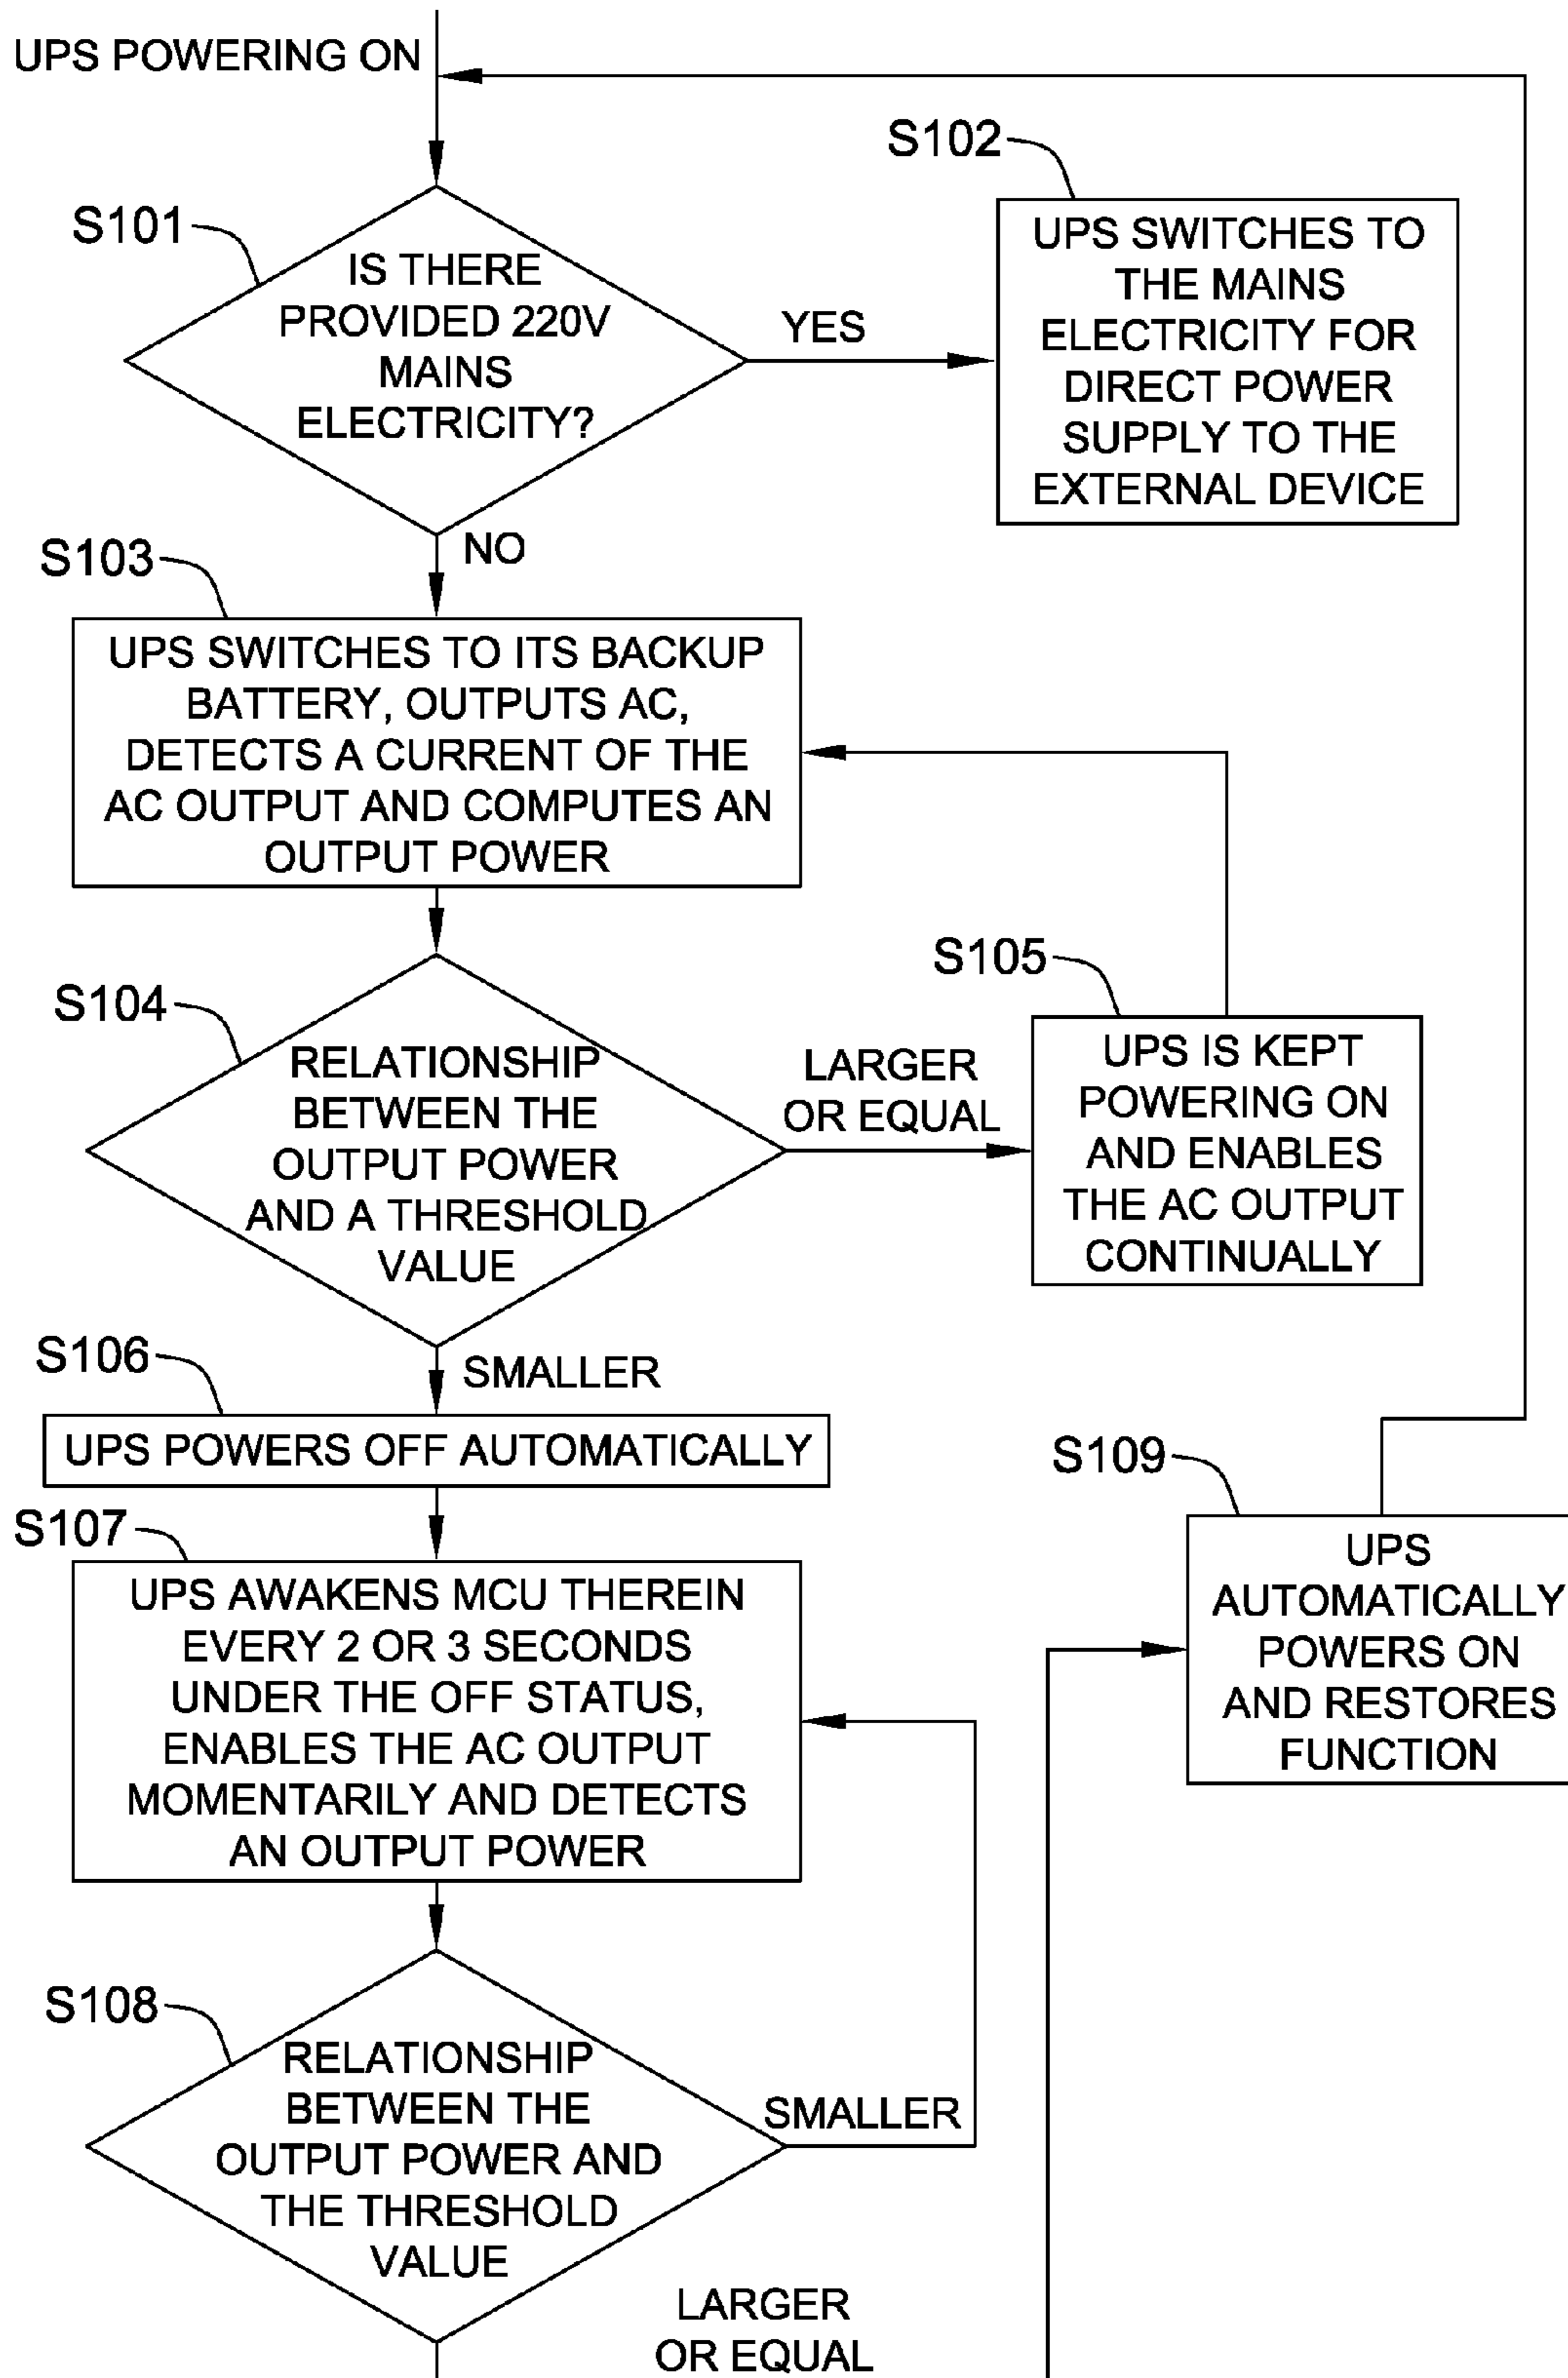 UPS POWERING ON
S101
IS THERE
PROVIDED 220V
MAINS
ELECTRICITY?
YES
S102
UPS SWITCHES TO
THE MAINS
ELECTRICITY FOR
DIRECT POWER
SUPPLY TO THE
EXTERNAL DEVICE
NO
S103
UPS SWITCHES TO ITS BACKUP
BATTERY, OUTPUTS AC,
DETECTS A CURRENT OF THE
AC OUTPUT AND COMPUTES AN
OUTPUT POWER
S104
RELATIONSHIP
BETWEEN THE
OUTPUT POWER
AND A THRESHOLD
VALUE
LARGER
OR EQUAL
S105
UPS IS KEPT
POWERING ON
AND ENABLES
THE AC OUTPUT
CONTINUALLY
SMALLER
S106
UPS POWERS OFF AUTOMATICALLY
S107
UPS AWAKENS MCU THEREIN
EVERY 2 OR 3 SECONDS
UNDER THE OFF STATUS,
ENABLES THE AC OUTPUT
MOMENTARILY AND DETECTS
AN OUTPUT POWER
S108
RELATIONSHIP
BETWEEN THE
OUTPUT POWER AND
THE THRESHOLD
VALUE
SMALLER
LARGER
OR EQUAL
S109
UPS
AUTOMATICALLY
POWERS ON
AND RESTORES
FUNCTION